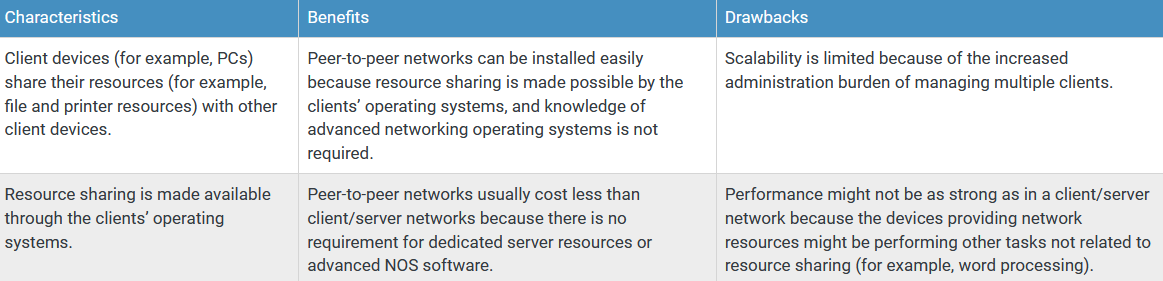 Characteristics
Benefits
Drawbacks
Client devices (for example, PCs)
share their resources (for example,
file and printer resources) with other
client devices.
Peer-to-peer networks can be installed easily
because resource sharing is made possible by the
clients’ operating systems, and knowledge of
advanced networking operating systems is not
required.
Scalability is limited because of the increased
administration burden of managing multiple clients.
Resource sharing is made available
through the clients’ operating
systems.
Peer-to-peer networks usually cost less than
client/server networks because there is no
requirement for dedicated server resources or
advanced NOS software.
Performance might not be as strong as in a client/server
network because the devices providing network
resources might be performing other tasks not related to
resource sharing (for example, word processing).